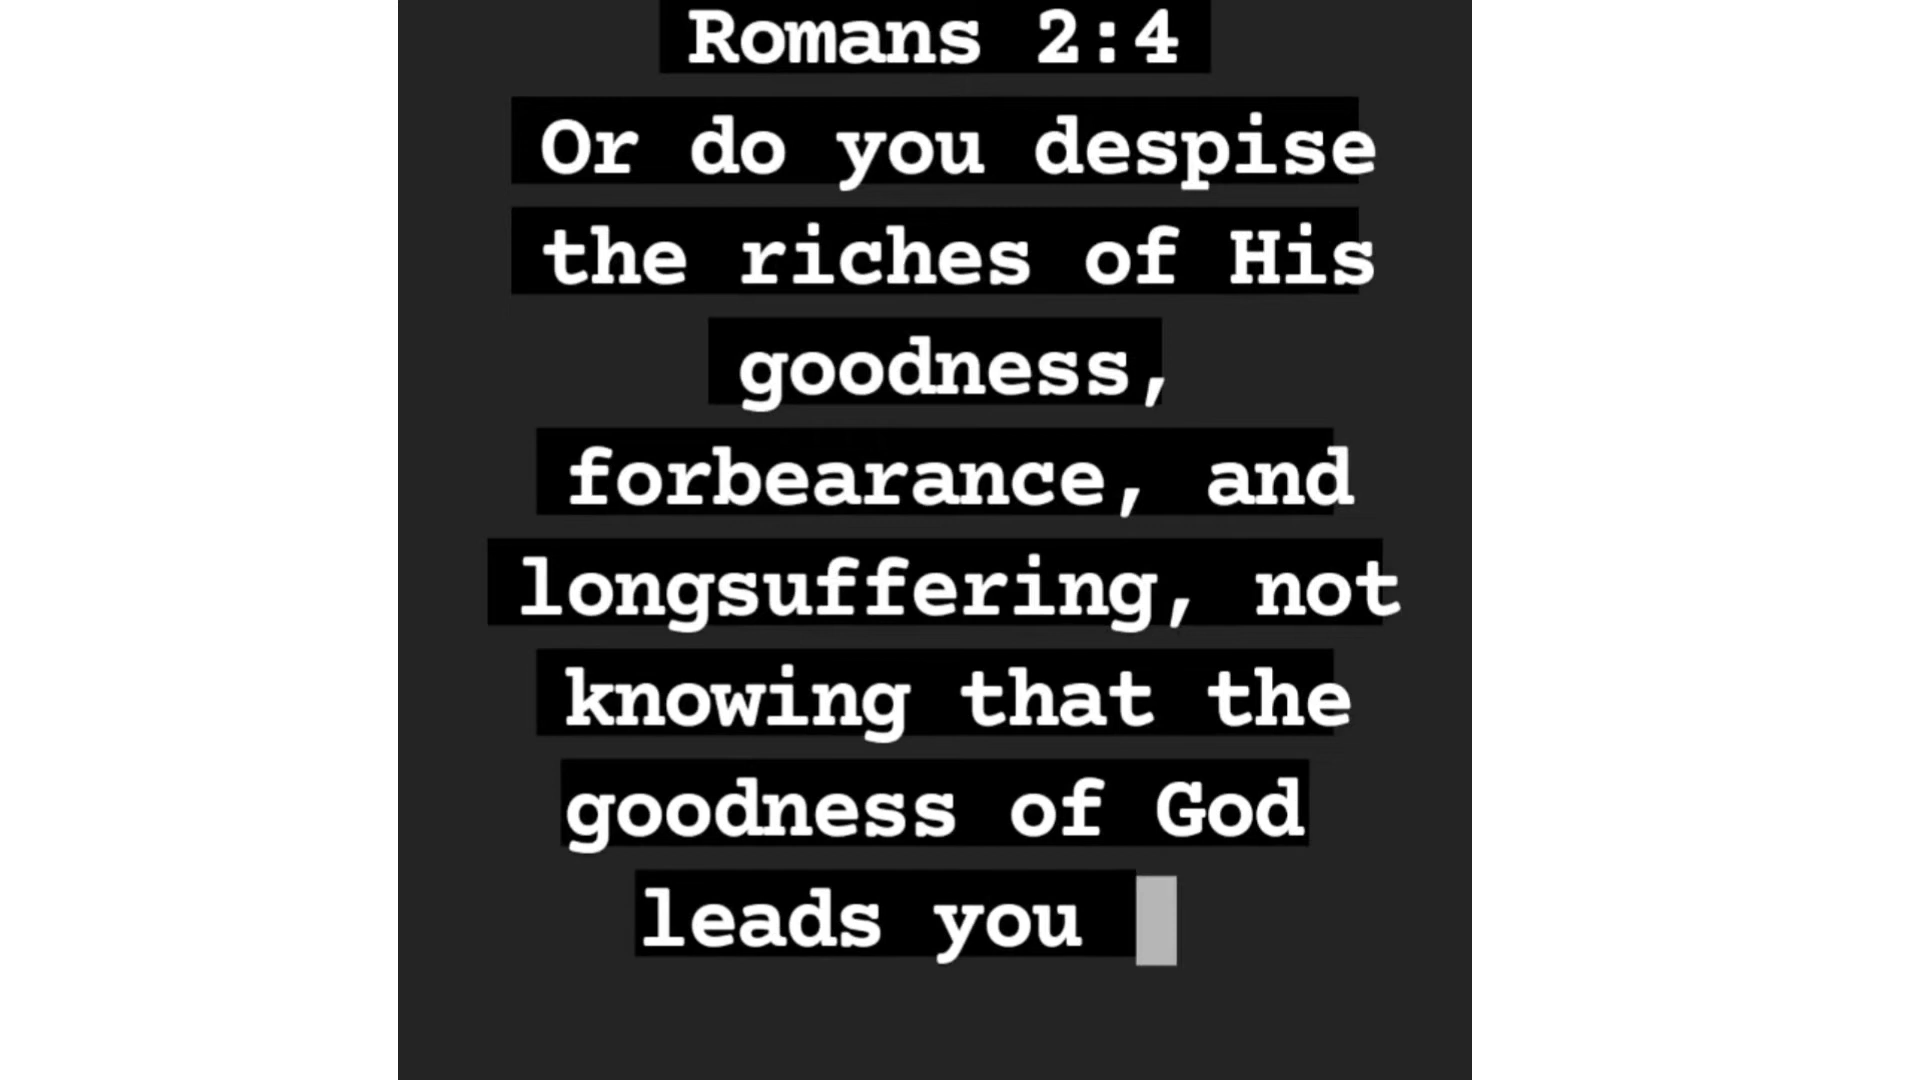 Romans 2:4
Or do you despise
the riches of His
goodness,
forbearance, and
longsuffering, not
knowing that the
goodness of God
leads you